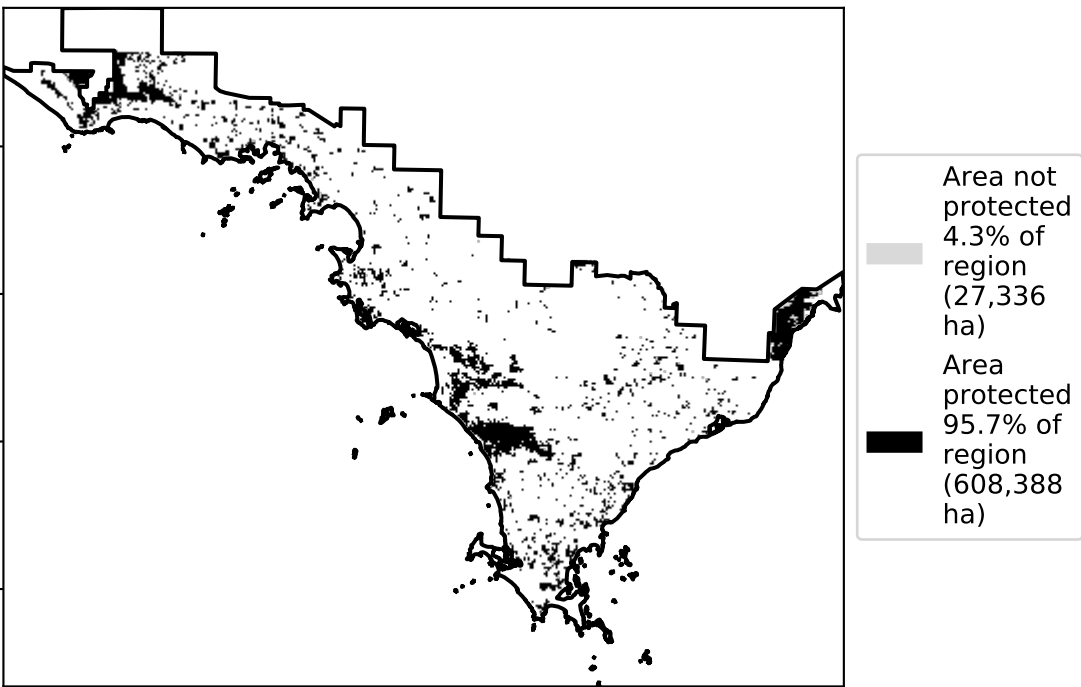 Area not
protected
4.3% of
region
(27,336
ha)
Area
protected
95.7% of
region
(608,388
ha)